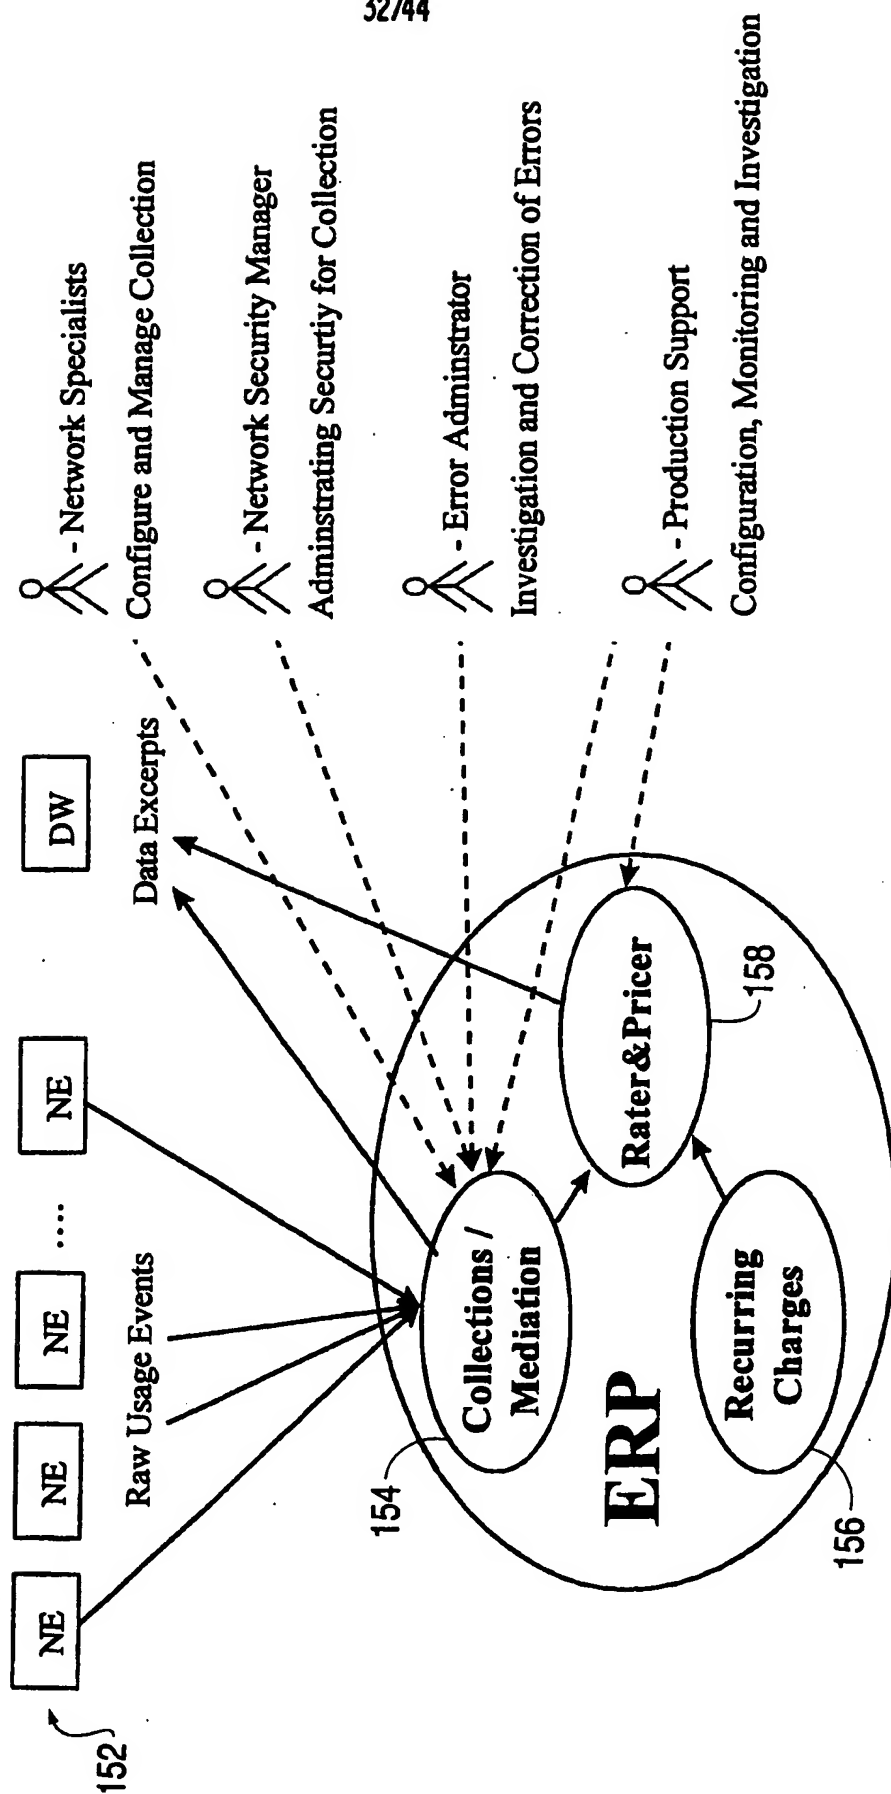 32/44
152
NE
NE
NE
.....
NE
DW
Raw Usage Events
Data Excerpts
- Network Specialists
Configure and Manage Collection
- Network Security Manager
Adminstrating Securtiy for Collection
- Error Adminstrator
Investigation and Correction of Errors
- Production Support
Configuration, Monitoring and Investigation
154
Collections /
Mediation
ERP
Rater&Pricer
158
Recurring
Charges
156